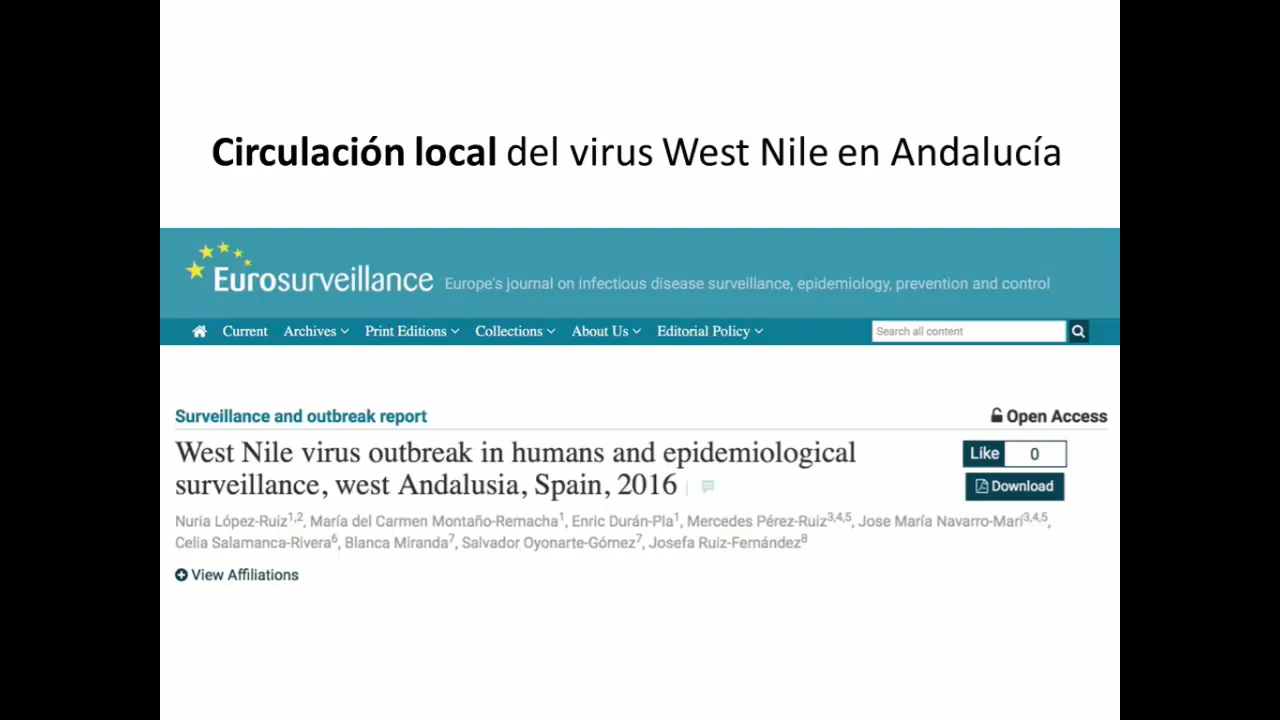 Circulación local del virus West Nile en Andalucía
Eurosurveillance Europe's journal on infectious disease surveillance, epidemiology, prevention and control
Current Archives Print Editions Collections About Us Editorial Policy Search all content
Surveillance and outbreak report Open Access
West Nile virus outbreak in humans and epidemiological
surveillance, west Andalusia, Spain, 2016
Like 0
Download
Nuria López-Ruiz1,2, María del Carmen Montaño-Remacha1, Enric Durán-Pla1, Mercedes Pérez-Ruiz3,4,5, Jose María Navarro-Marí3,4,5,
Celia Salamanca-Rivera6, Blanca Miranda7, Salvador Oyonarte-Gómez7, Josefa Ruiz-Fernández8
View Affiliations